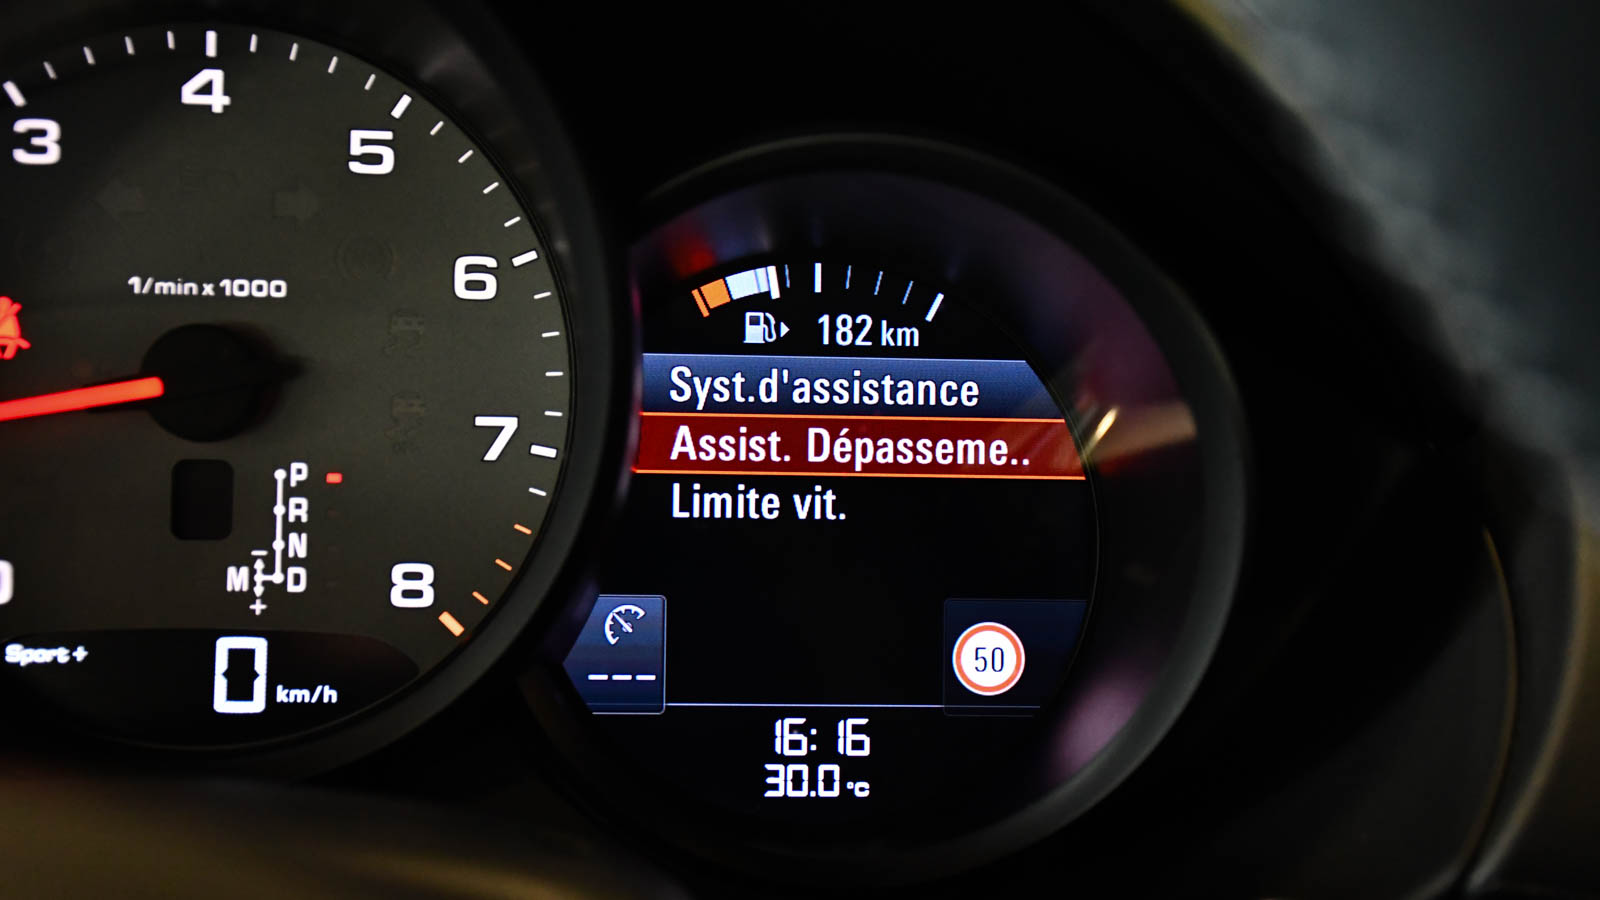 3
4
5
6
7
8
1/min x 1000
P
R
N
M D
- +
Sport+
0 km/h
182 km
Syst.d'assistance
Assist. Dépasseme..
Limite vit.
---
50
16:16
30.0 °C